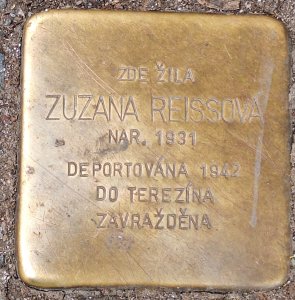 ZDE ŽILA
ZUZANA REISSOVÁ
NAR. 1931
DEPORTOVÁNA 1942
DO TEREZÍNA
ZAVRAŽDĚNA